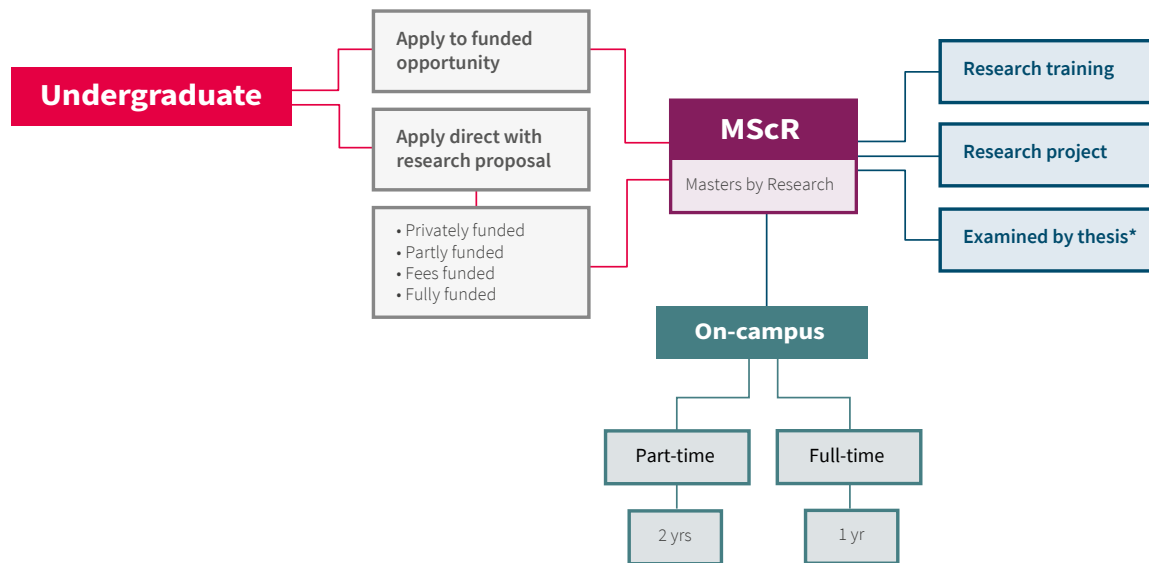 Undergraduate
Apply to funded
opportunity
Apply direct with
research proposal
• Privately funded
• Partly funded
• Fees funded
• Fully funded
MScR
Masters by Research
Research training
Research project
Examined by thesis*
On-campus
Part-time
Full-time
2 yrs
1 yr